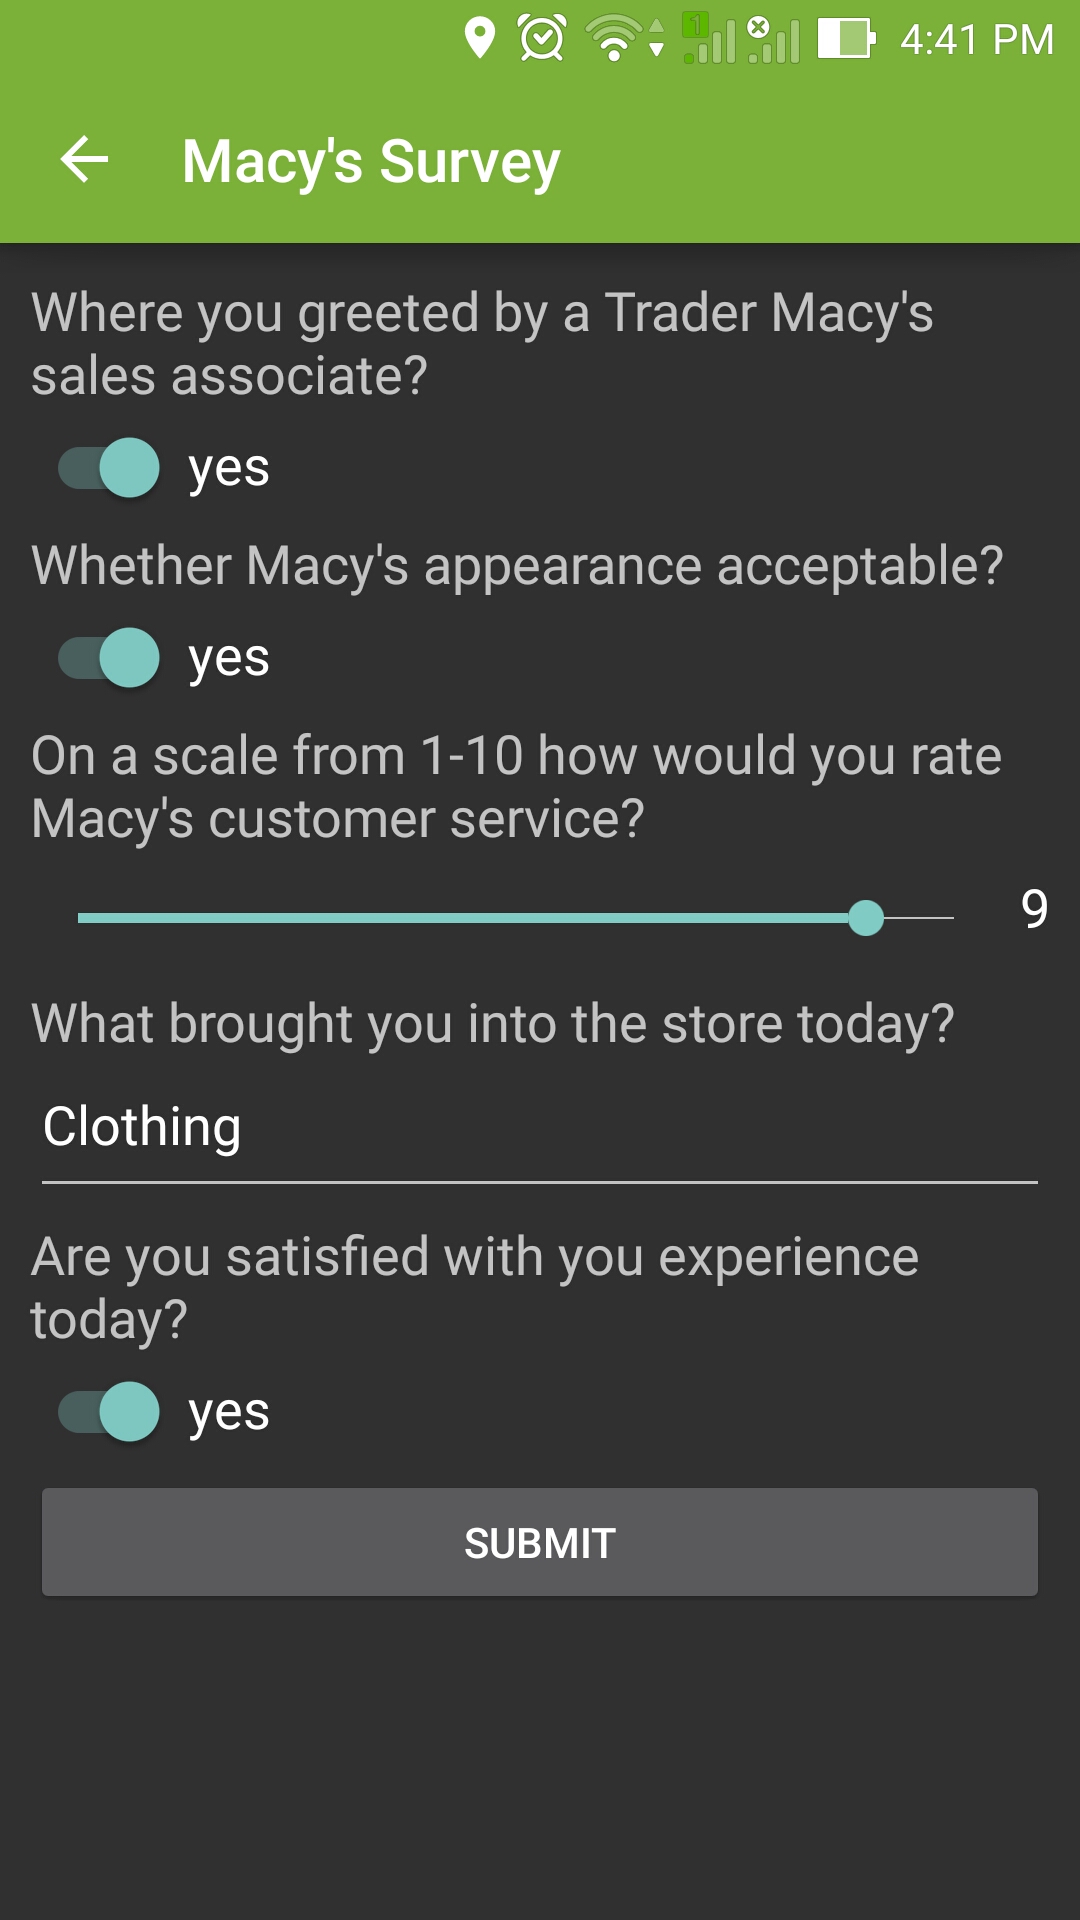 1
4:41 PM
Macy's Survey
Where you greeted by a Trader Macy's
sales associate?
yes
Whether Macy's appearance acceptable?
yes
On a scale from 1-10 how would you rate
Macy's customer service?
9
What brought you into the store today?
Clothing
Are you satisfied with you experience
today?
yes
SUBMIT